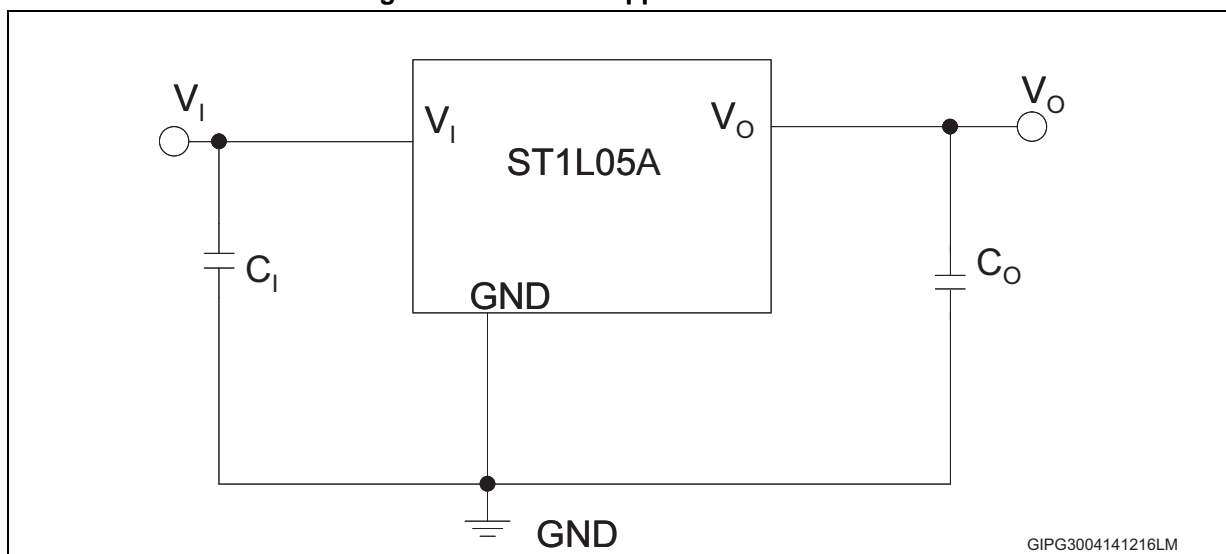 V_I
V_I
V_O
V_O
ST1L05A
C_I
C_O
GND
GND
GIPG3004141216LM